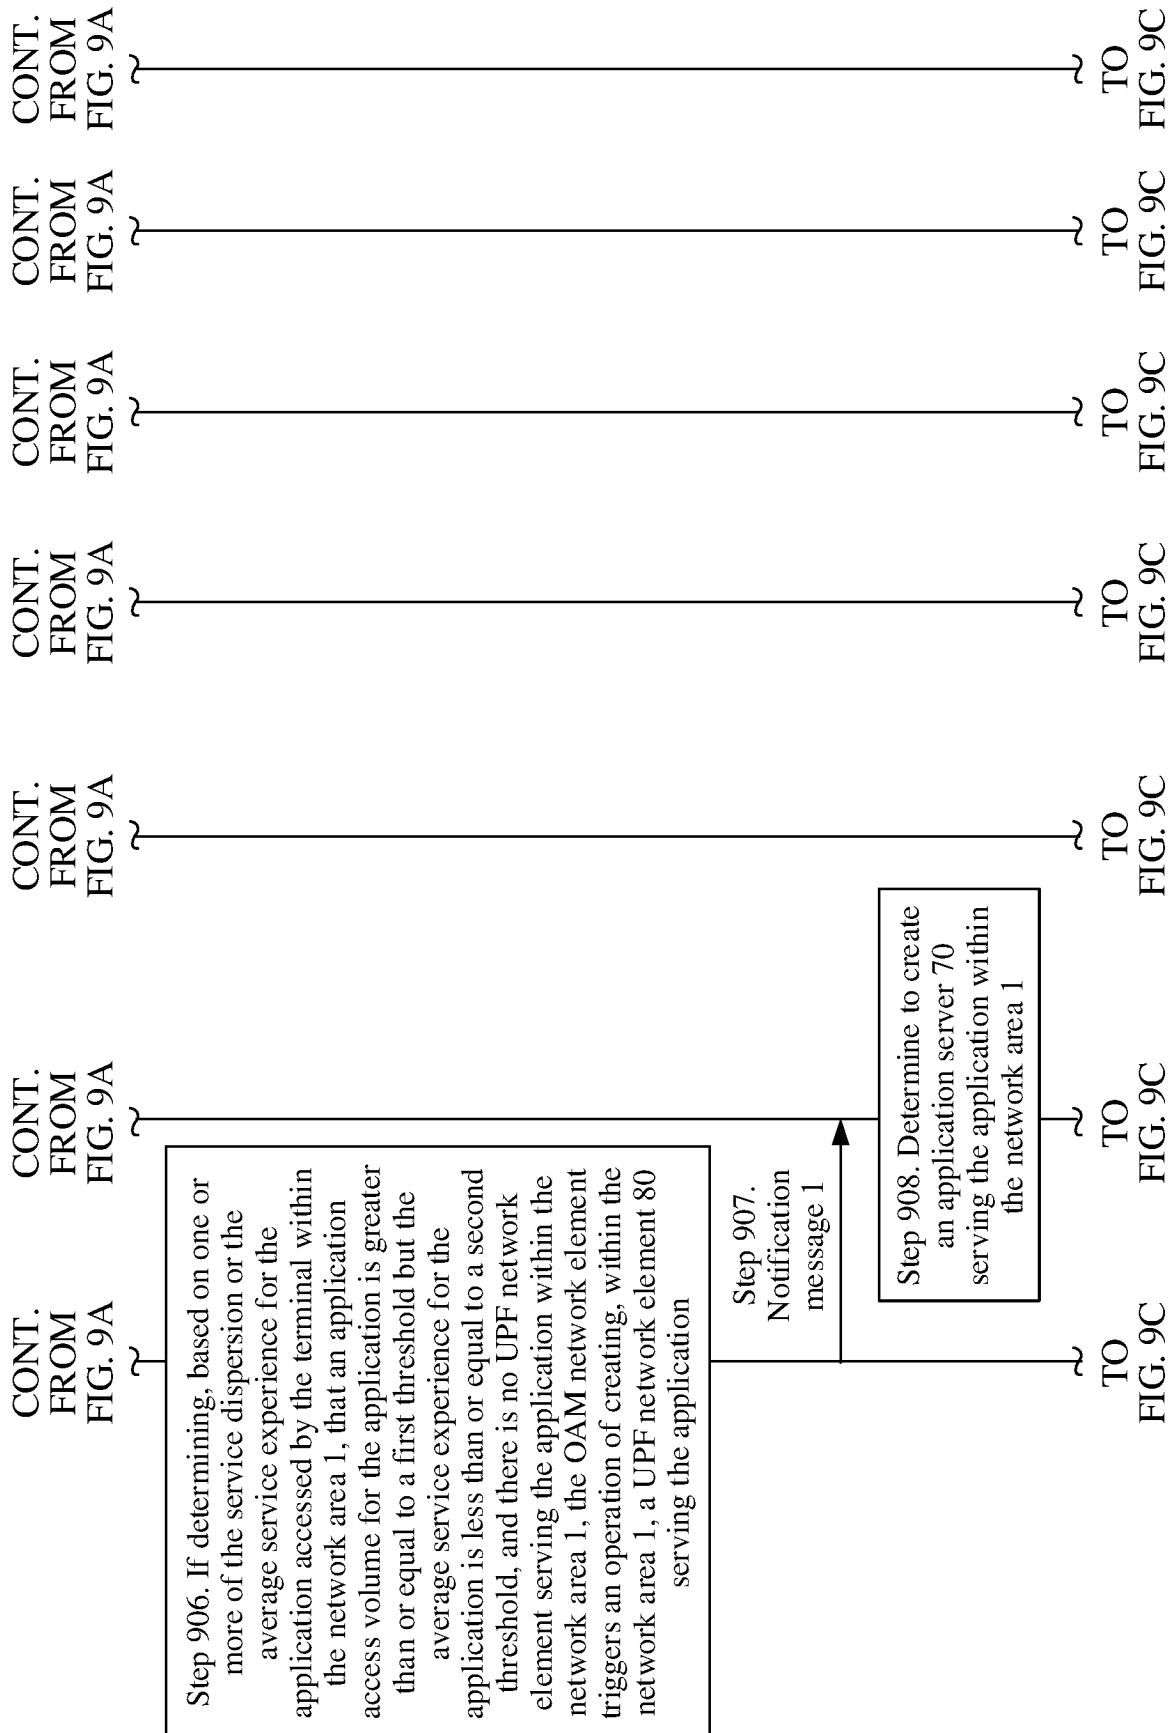 CONT.
FROM
FIG. 9A
CONT.
FROM
FIG. 9A
CONT.
FROM
FIG. 9A
CONT.
FROM
FIG. 9A
CONT.
FROM
FIG. 9A
CONT.
FROM
FIG. 9A
CONT.
FROM
FIG. 9A
Step 906. If determining, based on one or
more of the service dispersion or the
average service experience for the
application accessed by the terminal within
the network area 1, that an application
access volume for the application is greater
than or equal to a first threshold but the
average service experience for the
application is less than or equal to a second
threshold, and there is no UPF network
element serving the application within the
network area 1, the OAM network element
triggers an operation of creating, within the
network area 1, a UPF network element 80
serving the application
Step 907.
Notification
message 1
Step 908. Determine to create
an application server 70
serving the application within
the network area 1
TO
FIG. 9C
TO
FIG. 9C
TO
FIG. 9C
TO
FIG. 9C
TO
FIG. 9C
TO
FIG. 9C
TO
FIG. 9C